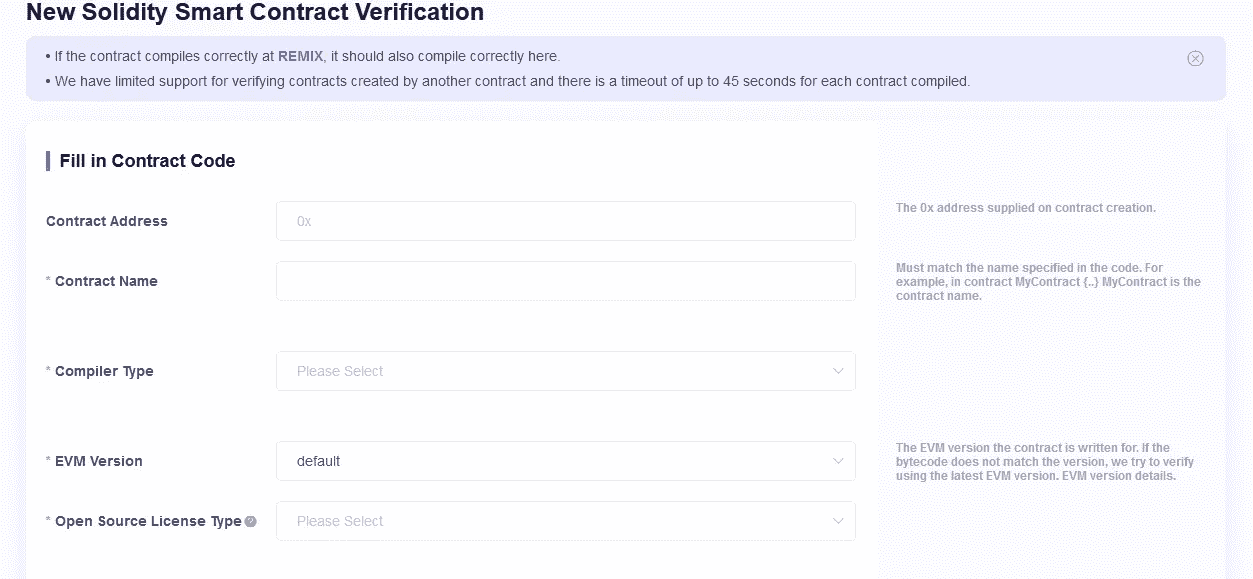 New Solidity Smart Contract Verification
• If the contract compiles correctly at REMIX, it should also compile correctly here.
• We have limited support for verifying contracts created by another contract and there is a timeout of up to 45 seconds for each contract compiled.
Fill in Contract Code
Contract Address
0x
The 0x address supplied on contract creation.
* Contract Name
Must match the name specified in the code. For
example, in contract MyContract {..} MyContract is the
contract name.
* Compiler Type
Please Select
* EVM Version
default
The EVM version the contract is written for. If the
bytecode does not match the version, we try to verify
using the latest EVM version. EVM version details.
* Open Source License Type ?
Please Select